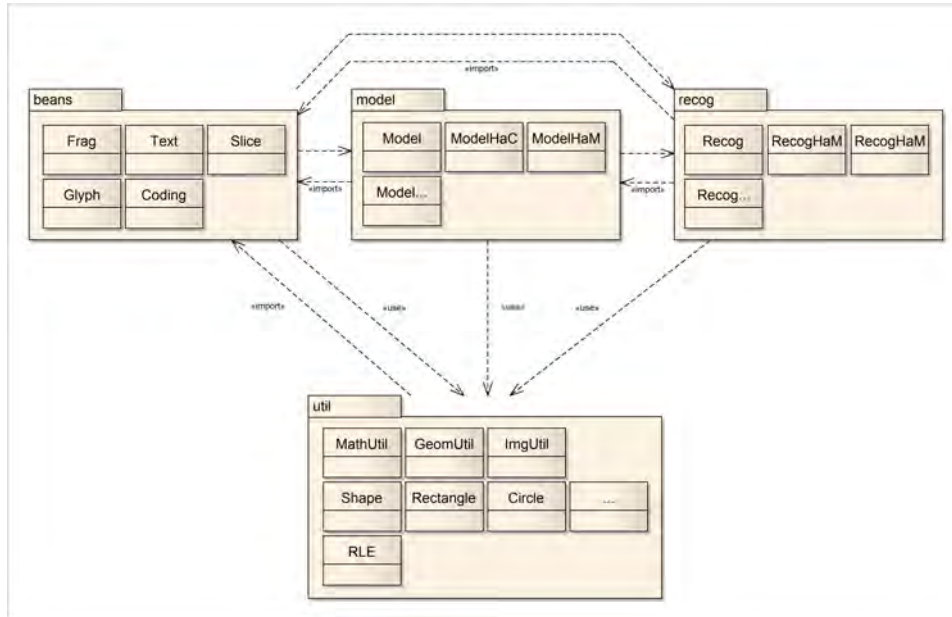 «import»
beans
model
recog
Frag Text Slice
Model ModelHaC ModelHaM
Recog RecogHaM RecogHaM
«import»
«import»
Glyph Coding
Model...
Recog...
«import»
«use»
«use»
«use»
util
MathUtil GeomUtil ImgUtil
Shape Rectangle Circle ...
RLE